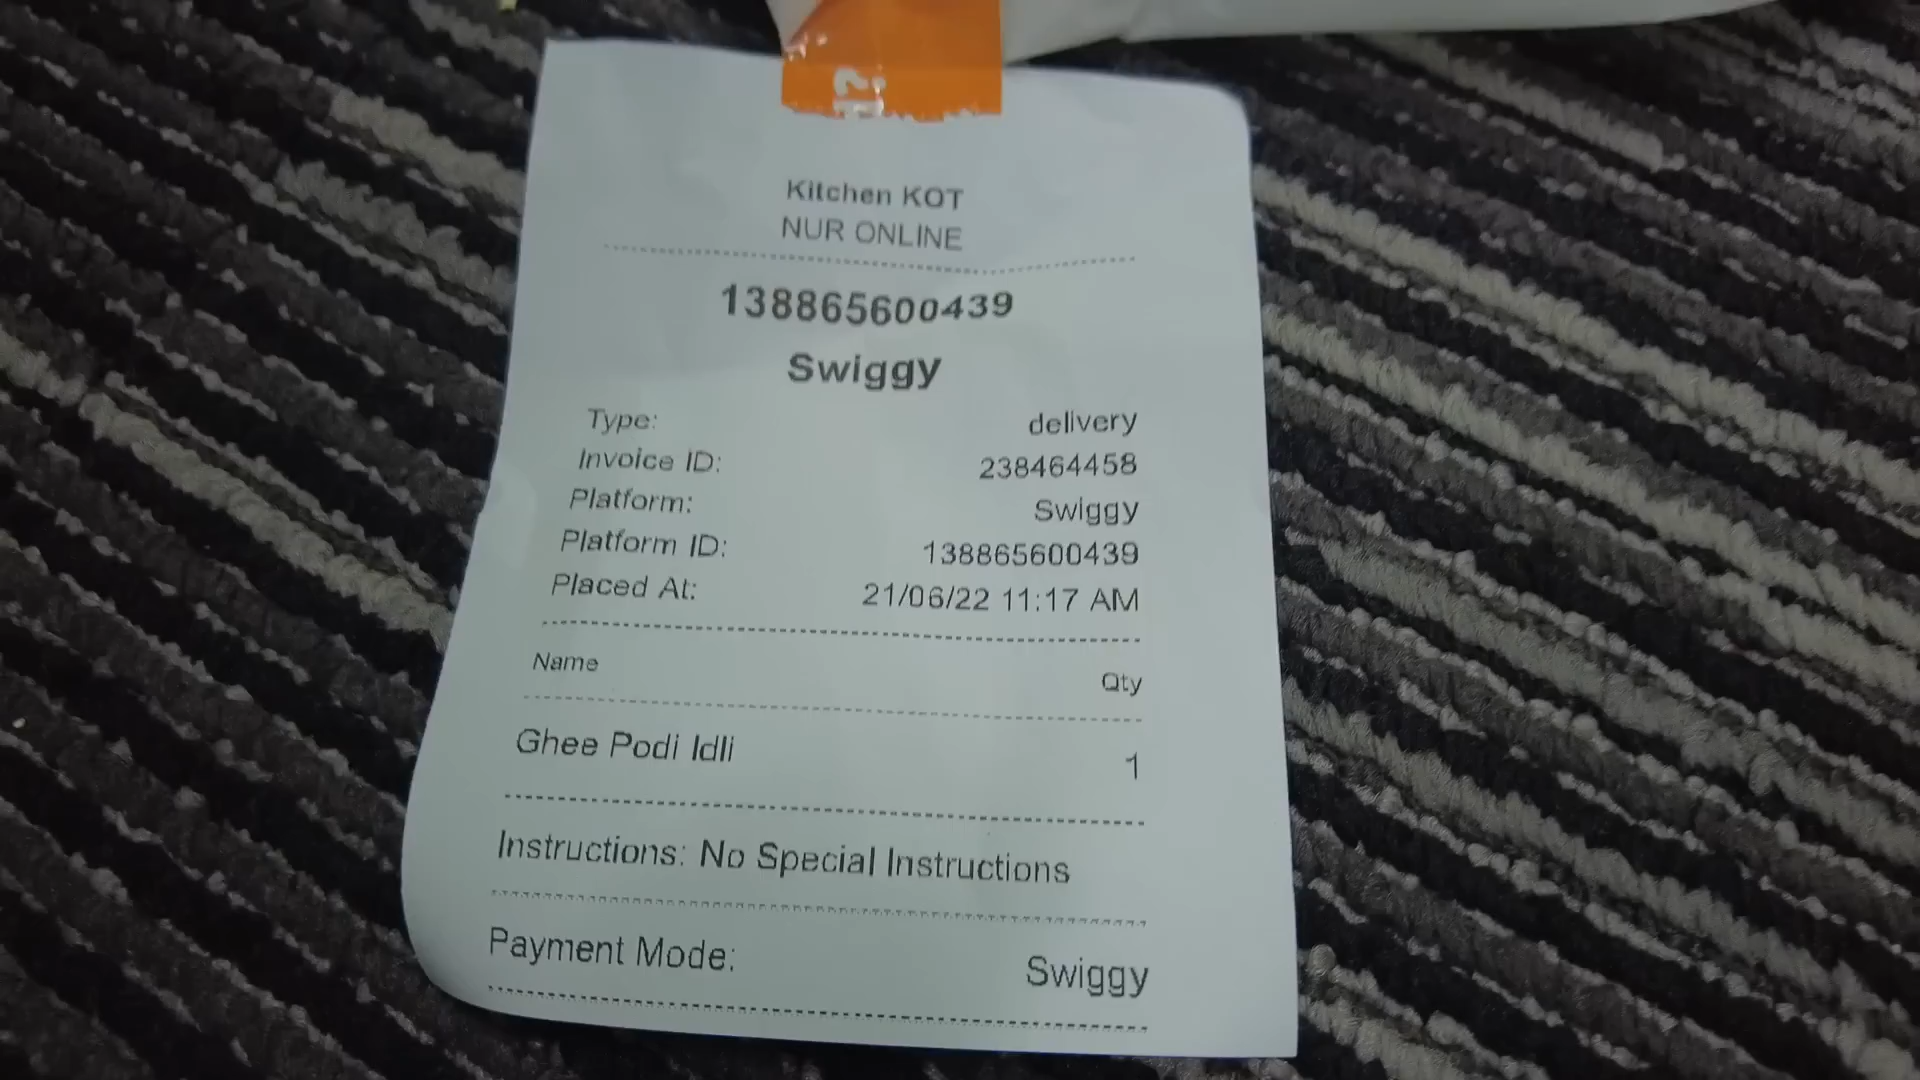 Kitchen KOT
NUR ONLINE
138865600439
Swiggy
Type: delivery
Invoice ID: 238464458
Platform: Swiggy
Platform ID: 138865600439
Placed At: 21/06/22 11:17 AM
Name Qty
Ghee Podi Idli 1
Instructions: No Special Instructions
Payment Mode: Swiggy